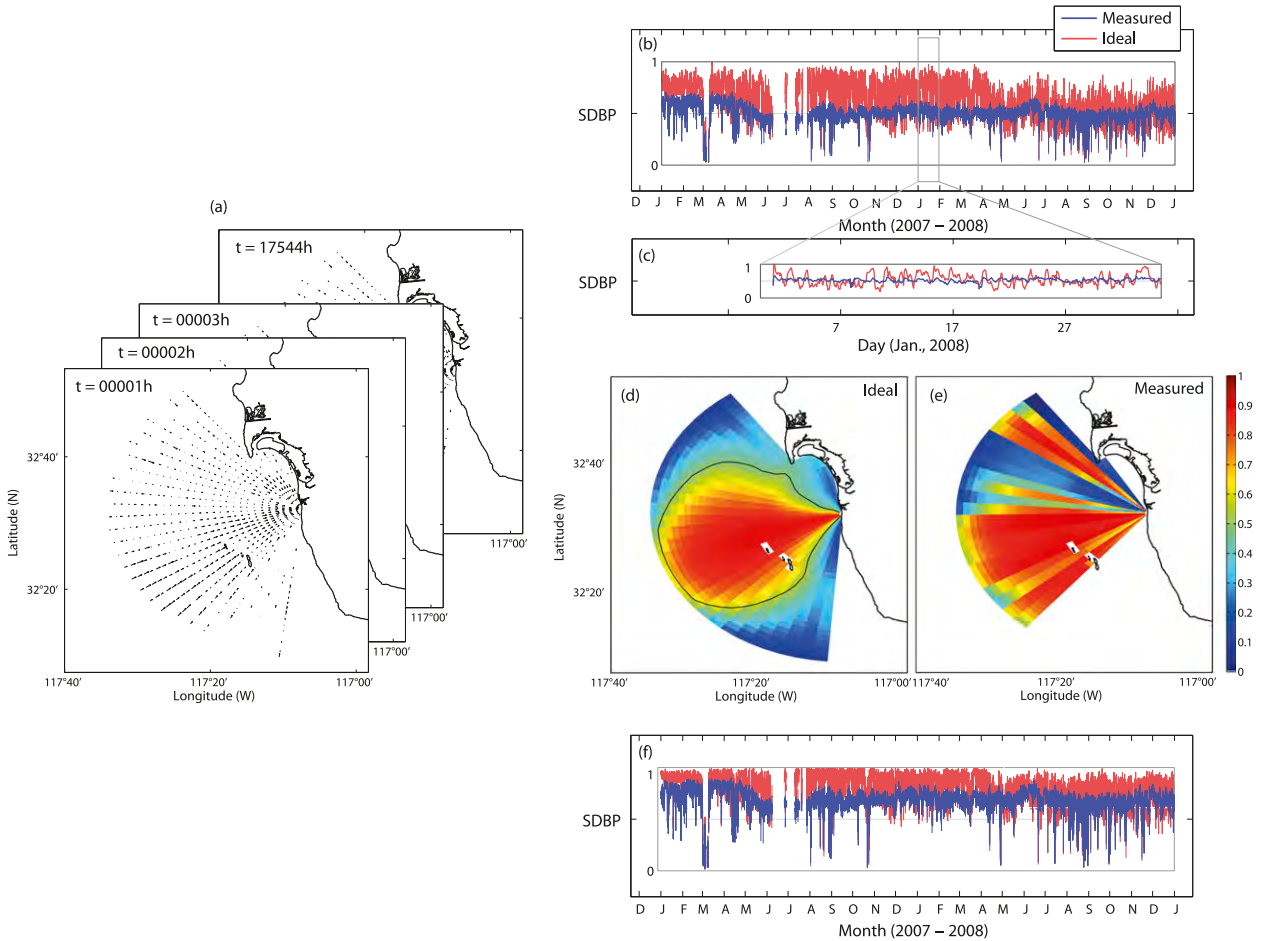 (a)
t = 17544h
t = 00003h
t = 00002h
t = 00001h
32°40′
32°20′
Latitude (N)
117°40′ 117°20′ 117°00′
117°00′
117°00′
117°00′
Longitude (W)
Measured
Ideal
(b)
1
SDBP
0
D J F M A M J J A S O N D J F M A M J J A S O N D J
Month (2007 – 2008)
(c)
1
SDBP
0
7 17 27
Day (Jan., 2008)
(d) Ideal
32°40′
32°20′
Latitude (N)
117°40′ 117°20′ 117°00′
Longitude (W)
(e) Measured
117°40′ 117°20′ 117°00′
Longitude (W)
1
0.9
0.8
0.7
0.6
0.5
0.4
0.3
0.2
0.1
0
(f)
1
SDBP
0
D J F M A M J J A S O N D J F M A M J J A S O N D J
Month (2007 – 2008)